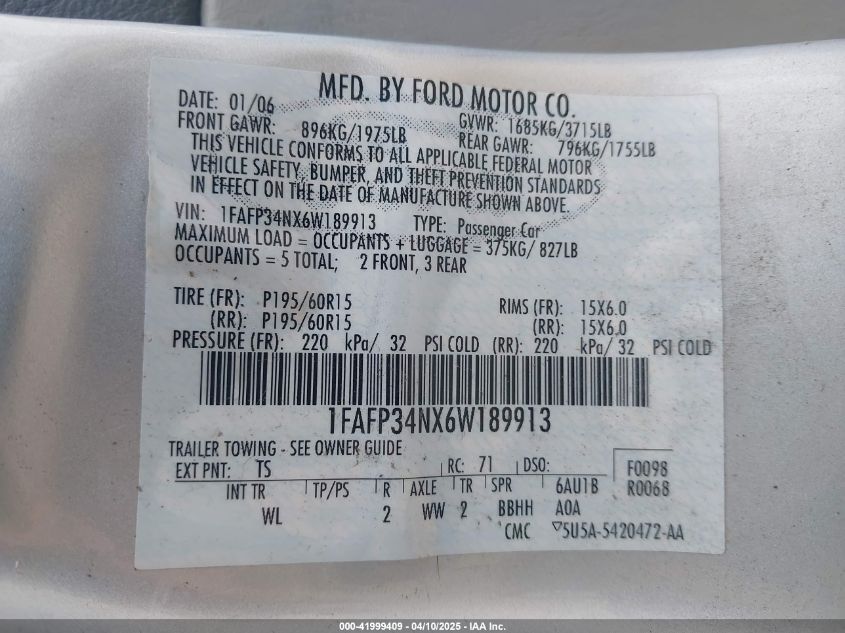 MFD. BY FORD MOTOR CO.
DATE: 01/06 GVWR: 1685KG/3715LB
FRONT GAWR: 896KG/1975LB REAR GAWR: 796KG/1755LB
THIS VEHICLE CONFORMS TO ALL APPLICABLE FEDERAL MOTOR
VEHICLE SAFETY, BUMPER, AND THEFT PREVENTION STANDARDS
IN EFFECT ON THE DATE OF MANUFACTURE SHOWN ABOVE.
VIN: 1FAFP34NX6W189913 TYPE: Passenger Car
MAXIMUM LOAD = OCCUPANTS + LUGGAGE = 375KG/ 827LB
OCCUPANTS = 5 TOTAL; 2 FRONT, 3 REAR
TIRE (FR): P195/60R15 RIMS (FR): 15X6.0
(RR): P195/60R15 (RR): 15X6.0
PRESSURE (FR): 220 kPa/ 32 PSI COLD (RR): 220 kPa/ 32 PSI COLD
1FAFP34NX6W189913
TRAILER TOWING - SEE OWNER GUIDE
EXT PNT: TS RC: 71 DSO: F0098
INT TR TP/PS R AXLE TR SPR 6AU1B R0068
WL 2 WW 2 BBHH A0A
CMC ▽5U5A-5420472-AA
000-41999409 - 04/10/2025 - IAA Inc.